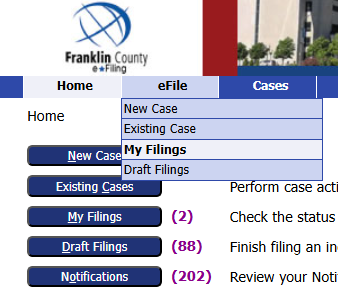 Franklin County
e★Filing
Home eFile Cases
Home
New Case
Existing Case
My Filings
Draft Filings
New Case
Existing Cases Perform case acti
My Filings (2) Check the status
Draft Filings (88) Finish filing an in
Notifications (202) Review your Noti